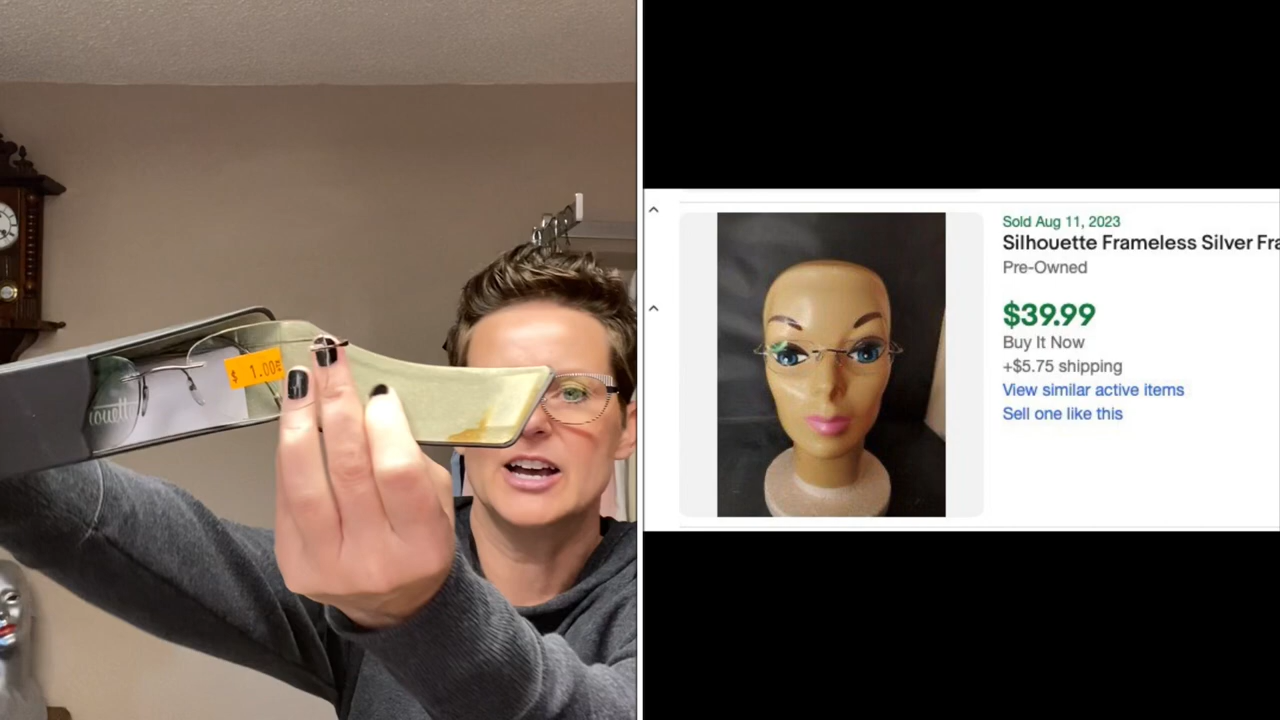 $ 1.00
Sold Aug 11, 2023
Silhouette Frameless Silver Fra
Pre-Owned
$39.99
Buy It Now
+$5.75 shipping
View similar active items
Sell one like this